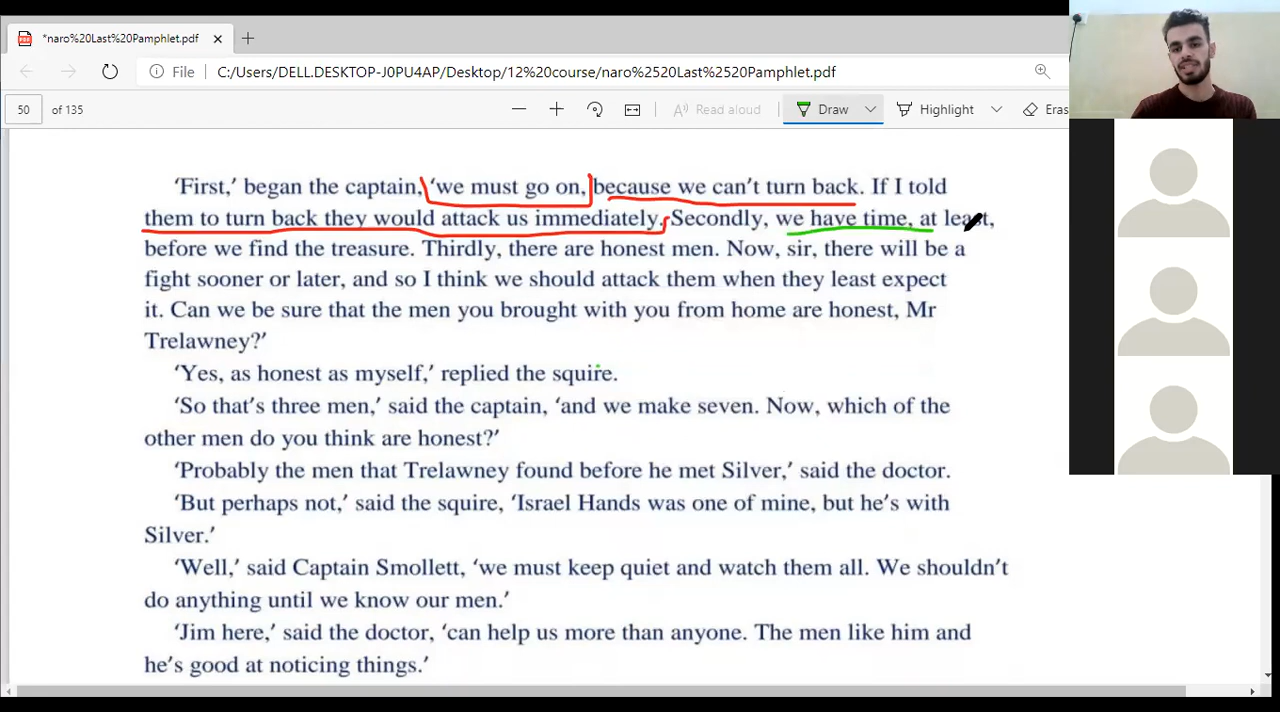 *naro%20Last%20Pamphlet.pdf
File C:/Users/DELL.DESKTOP-J0PU4AP/Desktop/12%20course/naro%2520Last%2520Pamphlet.pdf
50 of 135 Read aloud Draw Highlight Eras
‘First,’ began the captain, ‘we must go on, because we can’t turn back. If I told
them to turn back they would attack us immediately. Secondly, we have time, at least,
before we find the treasure. Thirdly, there are honest men. Now, sir, there will be a
fight sooner or later, and so I think we should attack them when they least expect
it. Can we be sure that the men you brought with you from home are honest, Mr
Trelawney?’
‘Yes, as honest as myself,’ replied the squire.
‘So that’s three men,’ said the captain, ‘and we make seven. Now, which of the
other men do you think are honest?’
‘Probably the men that Trelawney found before he met Silver,’ said the doctor.
‘But perhaps not,’ said the squire, ‘Israel Hands was one of mine, but he’s with
Silver.’
‘Well,’ said Captain Smollett, ‘we must keep quiet and watch them all. We shouldn’t
do anything until we know our men.’
‘Jim here,’ said the doctor, ‘can help us more than anyone. The men like him and
he’s good at noticing things.’